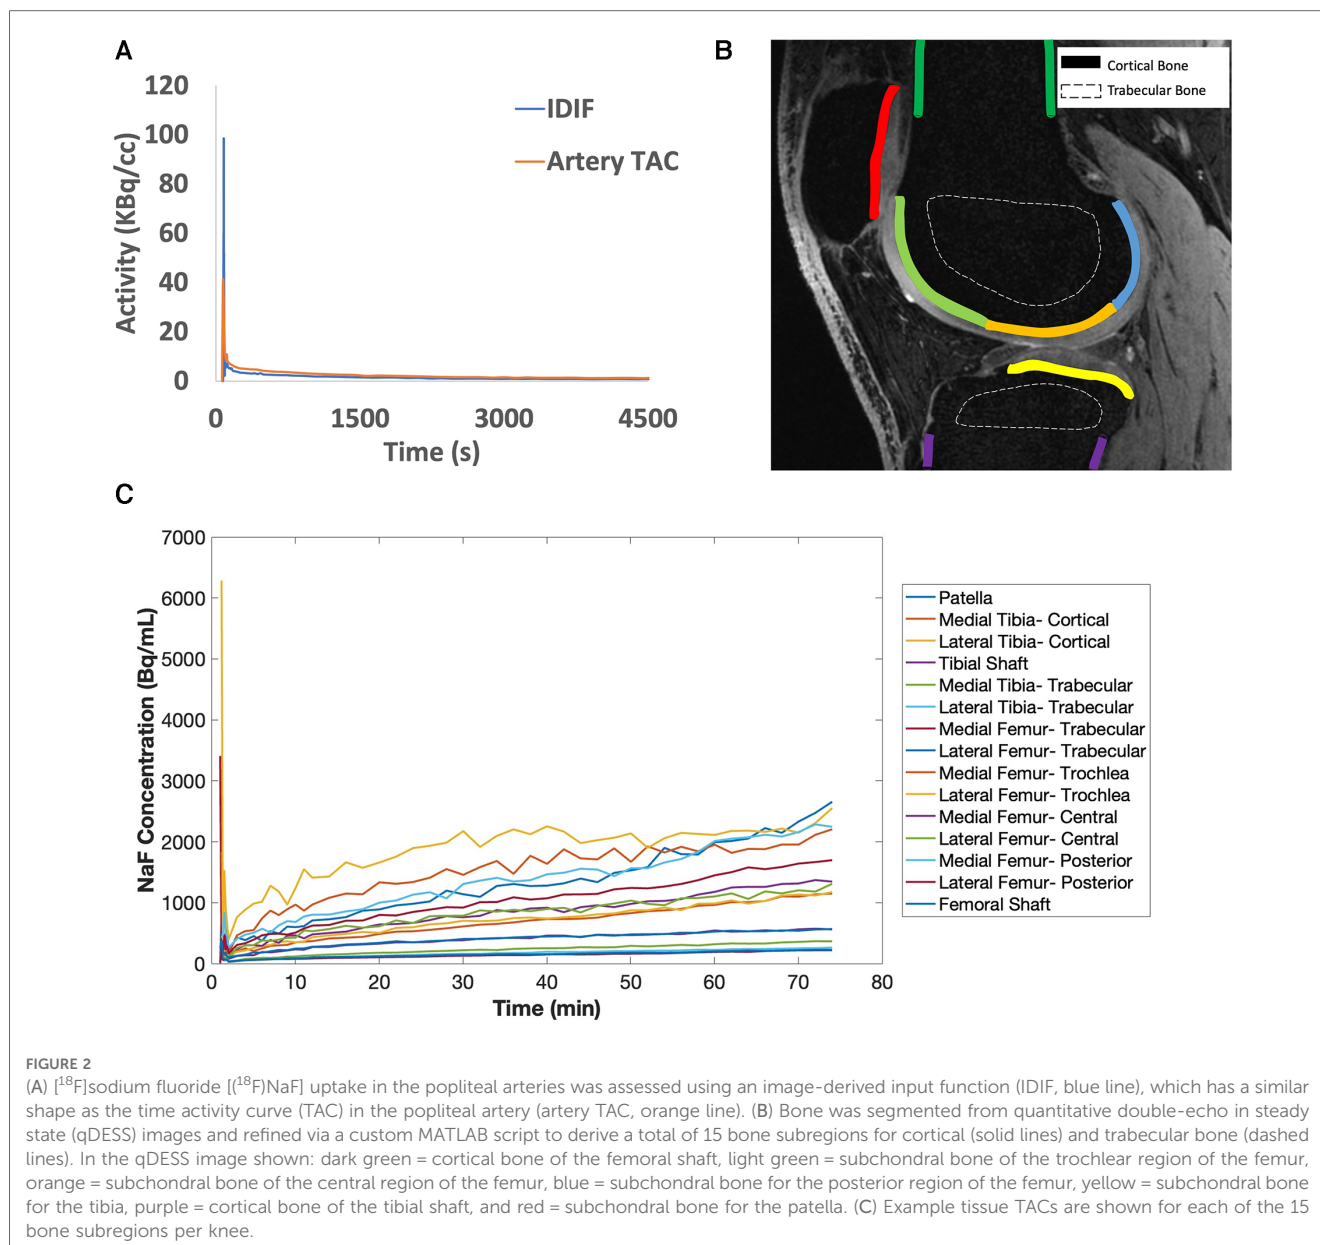 A
120
100
80
60
40
20
0
Activity (KBq/cc)
IDIF
Artery TAC
0 1500 3000 4500
Time (s)
B
Cortical Bone
Trabecular Bone
C
7000
6000
5000
4000
3000
2000
1000
0
NaF Concentration (Bq/mL)
0 10 20 30 40 50 60 70 80
Time (min)
Patella
Medial Tibia- Cortical
Lateral Tibia- Cortical
Tibial Shaft
Medial Tibia- Trabecular
Lateral Tibia- Trabecular
Medial Femur- Trabecular
Lateral Femur- Trabecular
Medial Femur- Trochlea
Lateral Femur- Trochlea
Medial Femur- Central
Lateral Femur- Central
Medial Femur- Posterior
Lateral Femur- Posterior
Femoral Shaft
FIGURE 2
(A) [¹⁸F]sodium fluoride [(¹⁸F)NaF] uptake in the popliteal arteries was assessed using an image-derived input function (IDIF, blue line), which has a similar
shape as the time activity curve (TAC) in the popliteal artery (artery TAC, orange line). (B) Bone was segmented from quantitative double-echo in steady
state (qDESS) images and refined via a custom MATLAB script to derive a total of 15 bone subregions for cortical (solid lines) and trabecular bone (dashed
lines). In the qDESS image shown: dark green = cortical bone of the femoral shaft, light green = subchondral bone of the trochlear region of the femur,
orange = subchondral bone of the central region of the femur, blue = subchondral bone for the posterior region of the femur, yellow = subchondral bone
for the tibia, purple = cortical bone of the tibial shaft, and red = subchondral bone for the patella. (C) Example tissue TACs are shown for each of the 15
bone subregions per knee.